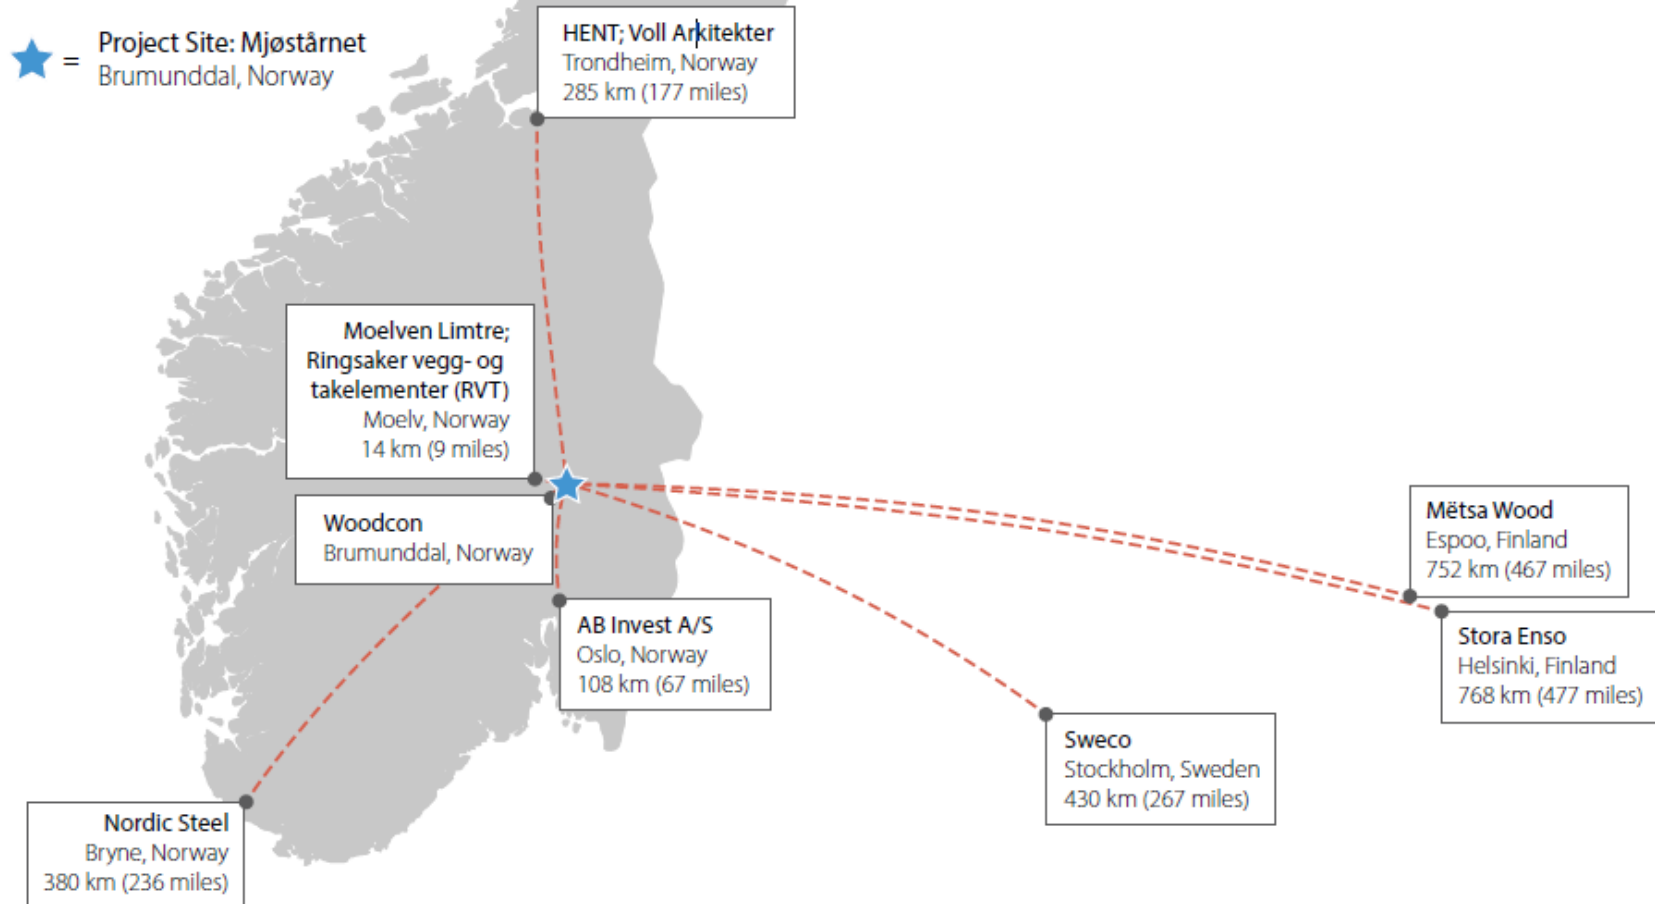 = Project Site: Mjøstårnet
Brumunddal, Norway
HENT; Voll Arkitekter
Trondheim, Norway
285 km (177 miles)
Moelven Limtre;
Ringsaker vegg- og
takelementer (RVT)
Moelv, Norway
14 km (9 miles)
Woodcon
Brumunddal, Norway
AB Invest A/S
Oslo, Norway
108 km (67 miles)
Mëtsa Wood
Espoo, Finland
752 km (467 miles)
Stora Enso
Helsinki, Finland
768 km (477 miles)
Sweco
Stockholm, Sweden
430 km (267 miles)
Nordic Steel
Bryne, Norway
380 km (236 miles)